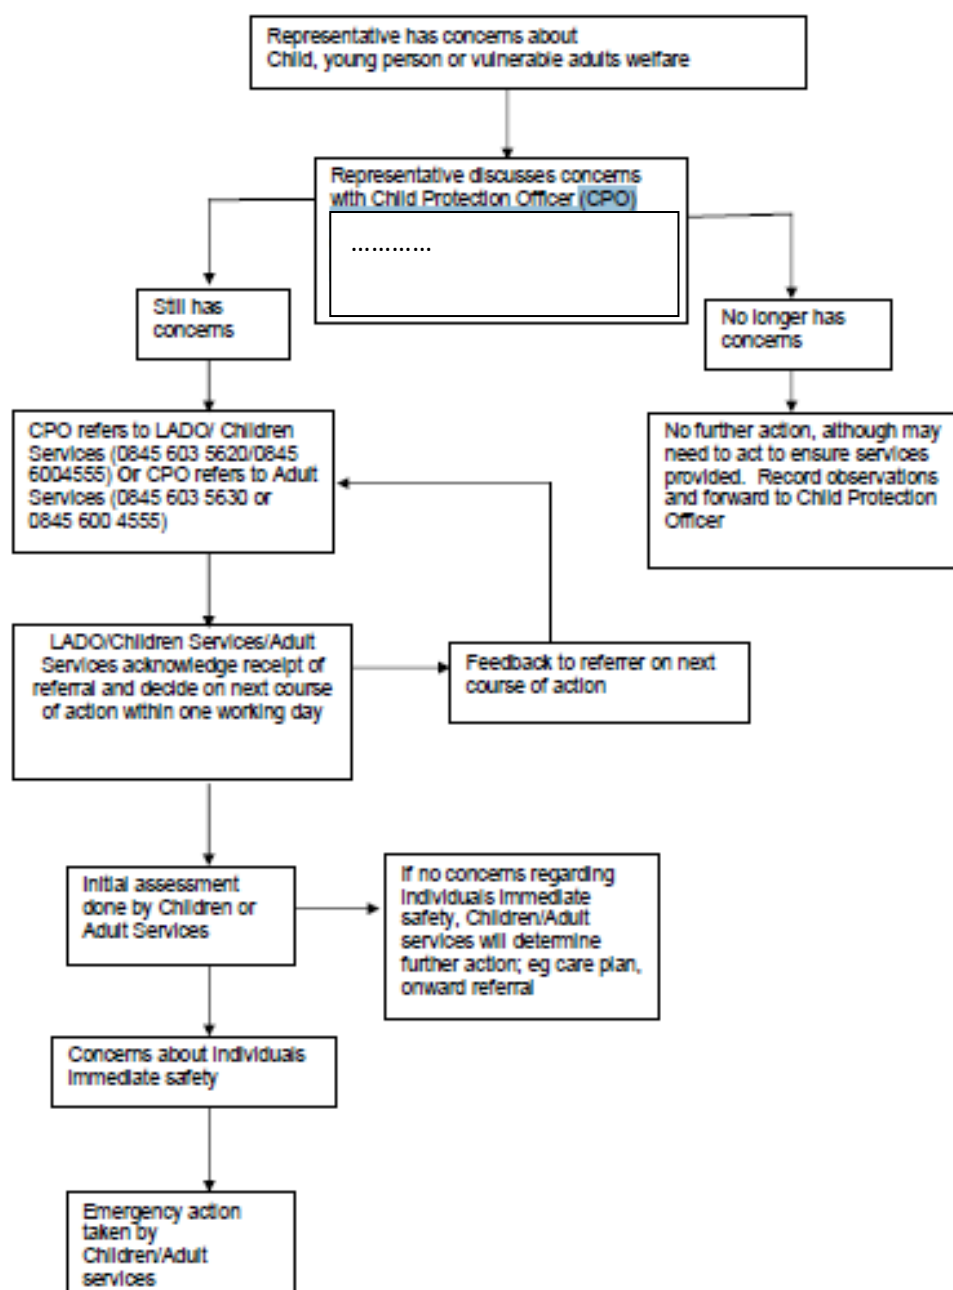 Representative has concerns about
Child, young person or vulnerable adults welfare
Representative discusses concerns
with Child Protection Officer (CPO)
…………
Still has
concerns
No longer has
concerns
CPO refers to LADO/ Children
Services (0845 603 5620/0845
6004555) Or CPO refers to Adult
Services (0845 603 5630 or
0845 600 4555)
No further action, although may
need to act to ensure services
provided. Record observations
and forward to Child Protection
Officer
LADO/Children Services/Adult
Services acknowledge receipt of
referral and decide on next course
of action within one working day
Feedback to referrer on next
course of action
Initial assessment
done by Children or
Adult Services
If no concerns regarding
individuals immediate
safety, Children/Adult
services will determine
further action; eg care plan,
onward referral
Concerns about individuals
immediate safety
Emergency action
taken by
Children/Adult
services